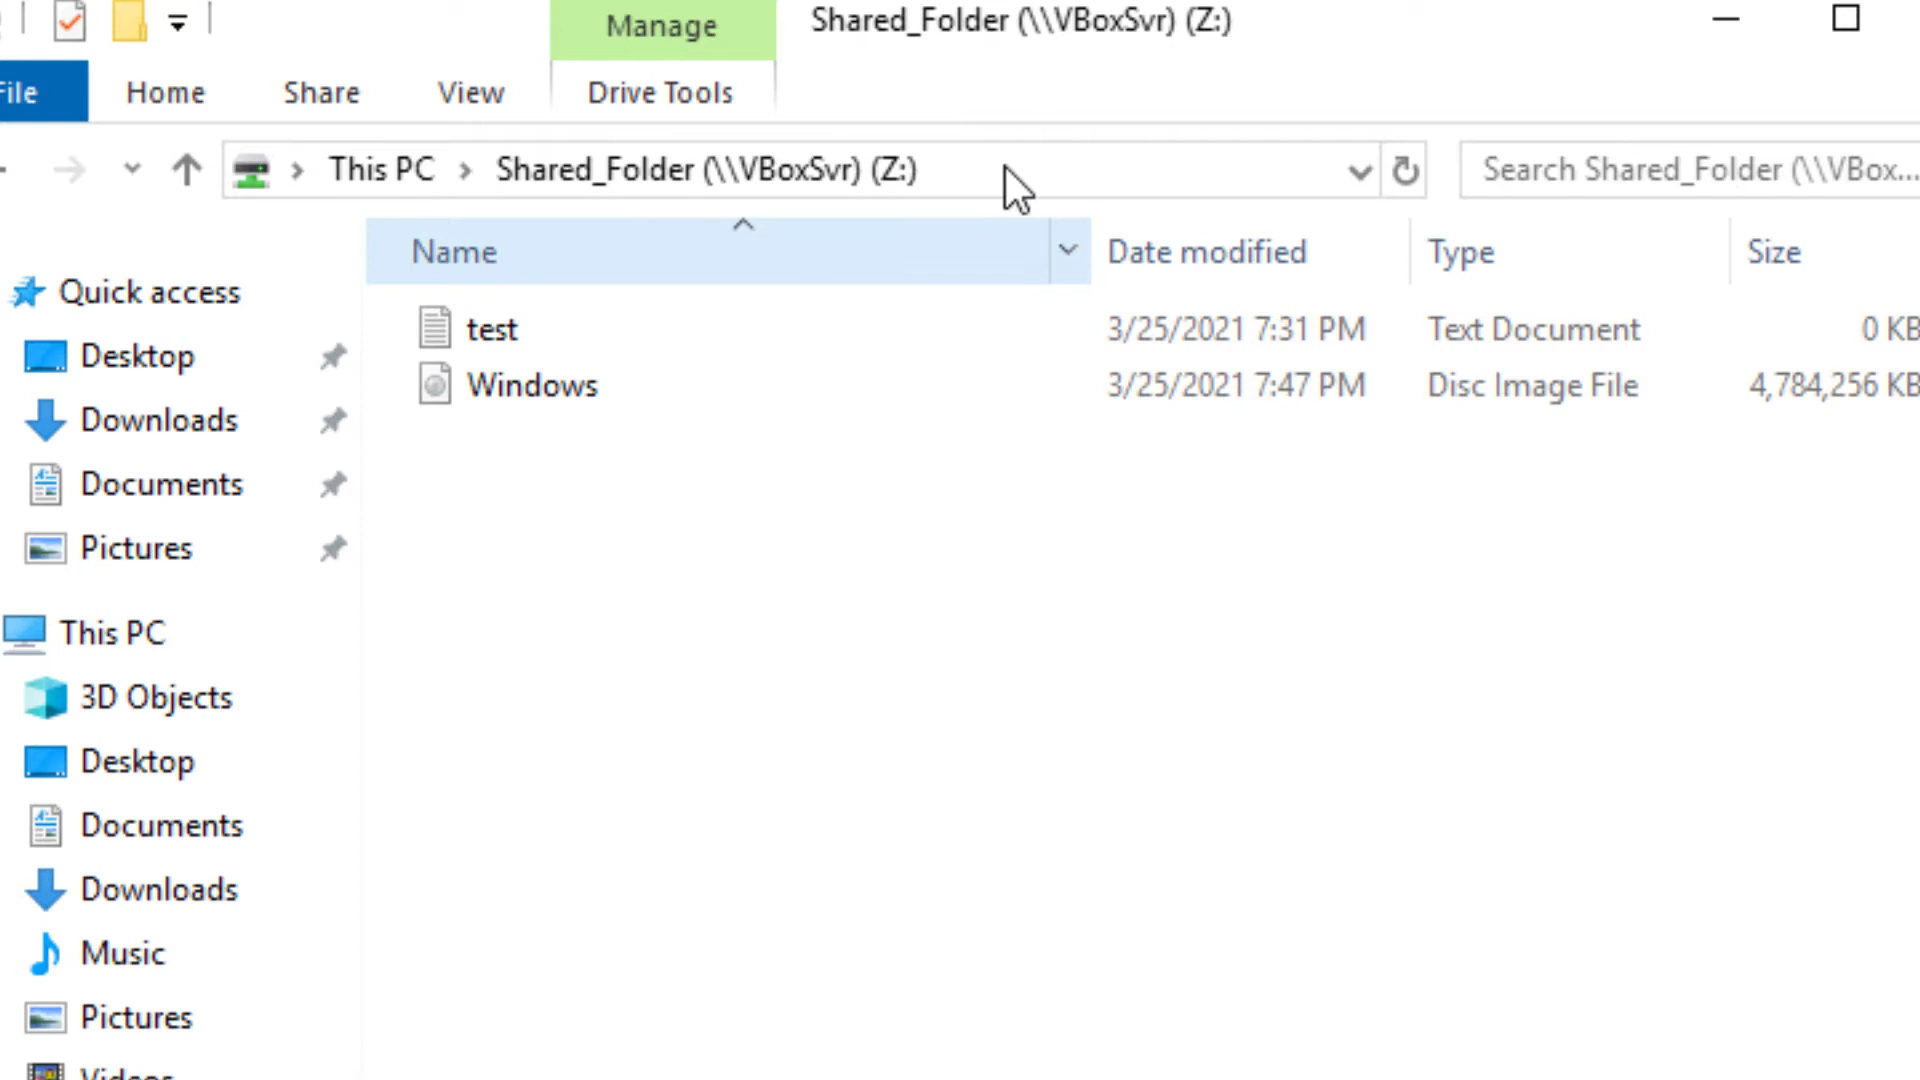 Manage
Shared_Folder (\\VBoxSvr) (Z:)
File
Home
Share
View
Drive Tools
This PC
Shared_Folder (\\VBoxSvr) (Z:)
Search Shared_Folder (\\VBox...
Name
Date modified
Type
Size
Quick access
Desktop
Downloads
Documents
Pictures
This PC
3D Objects
Desktop
Documents
Downloads
Music
Pictures
Videos
test
3/25/2021 7:31 PM
Text Document
0 KB
Windows
3/25/2021 7:47 PM
Disc Image File
4,784,256 KB